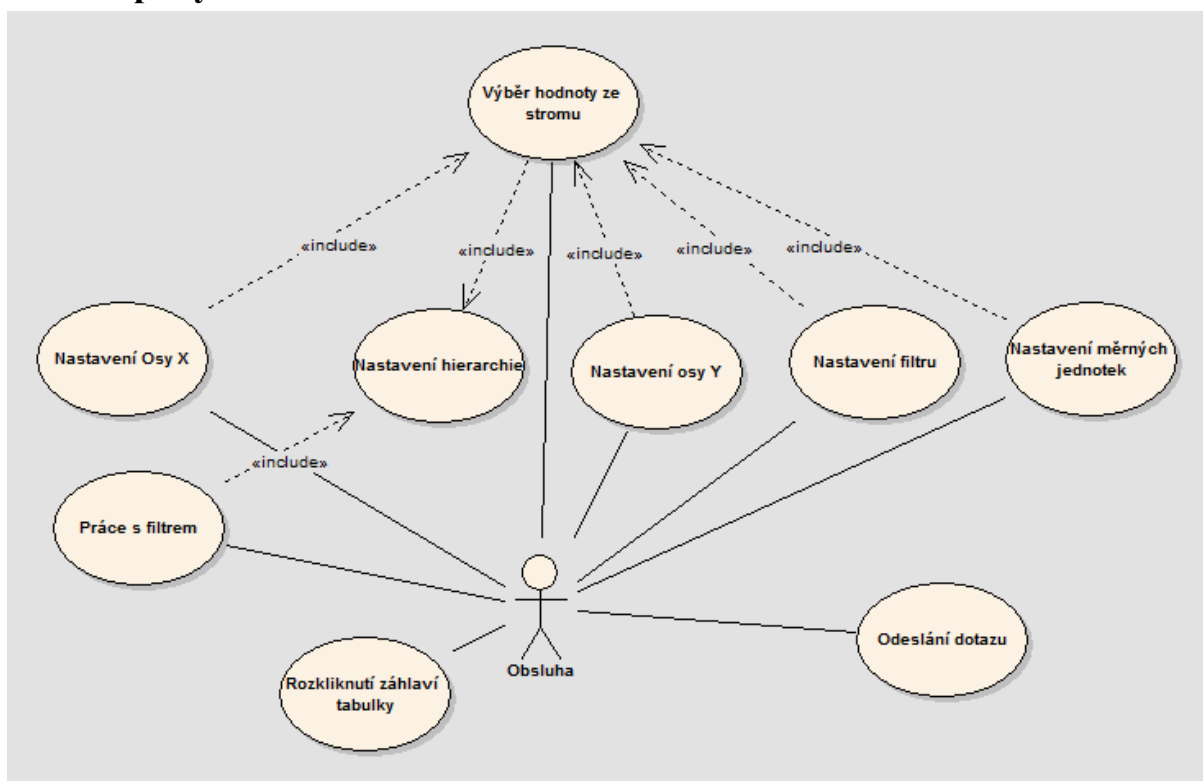 Výběr hodnoty ze
stromu
«include»
«include»
«include»
«include»
«include»
Nastavení Osy X
Nastavení hierarchie
Nastavení osy Y
Nastavení filtru
Nastavení měrných
jednotek
«include»
Práce s filtrem
Odeslání dotazu
Obsluha
Rozkliknutí záhlaví
tabulky